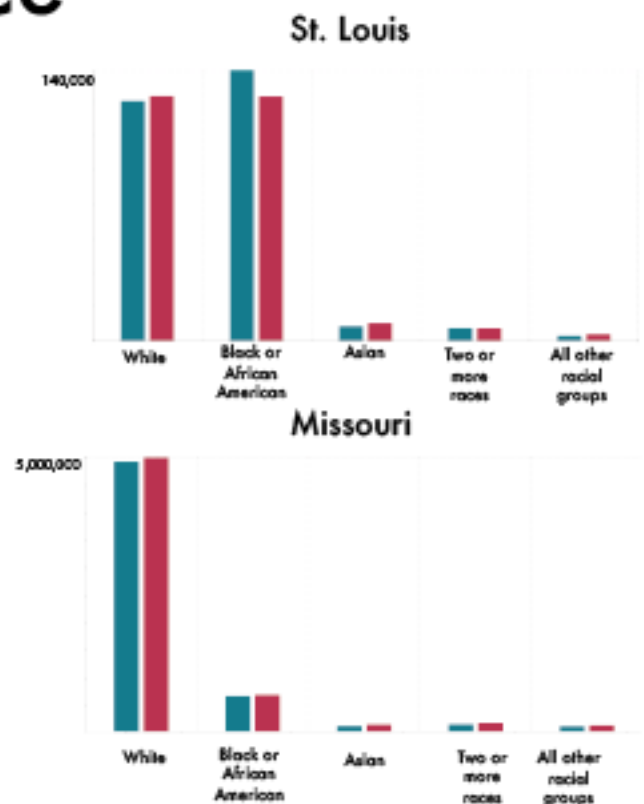 St. Louis
140,000
White
Black or
African
American
Asian
Two or
more
races
All other
racial
groups
Missouri
5,000,000
White
Black or
African
American
Asian
Two or
more
races
All other
racial
groups